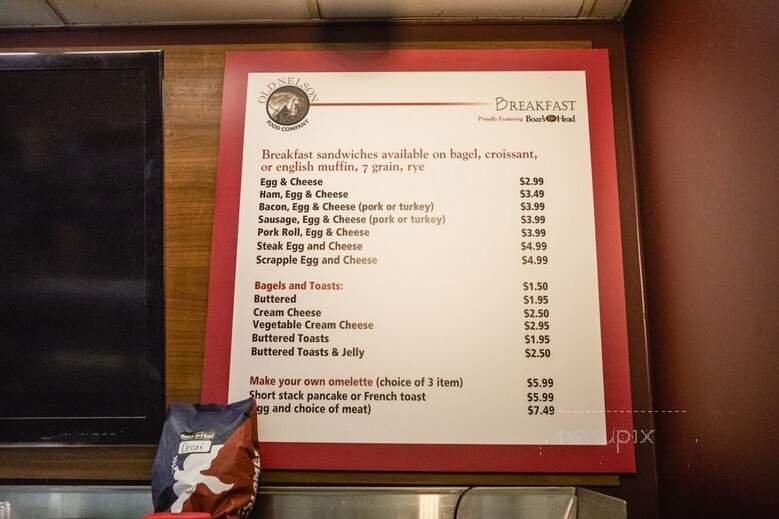 OLD NELSON
FOOD COMPANY
BREAKFAST
Proudly Featuring Boar's Head
Breakfast sandwiches available on bagel, croissant,
or english muffin, 7 grain, rye
Egg & Cheese $2.99
Ham, Egg & Cheese $3.49
Bacon, Egg & Cheese (pork or turkey) $3.99
Sausage, Egg & Cheese (pork or turkey) $3.99
Pork Roll, Egg & Cheese $3.99
Steak Egg and Cheese $4.99
Scrapple Egg and Cheese $4.99
Bagels and Toasts: $1.50
Buttered $1.95
Cream Cheese $2.50
Vegetable Cream Cheese $2.95
Buttered Toasts $1.95
Buttered Toasts & Jelly $2.50
Make your own omelette (choice of 3 item) $5.99
Short stack pancake or French toast $5.99
gg and choice of meat) $7.49
Boar's Head
Decaf